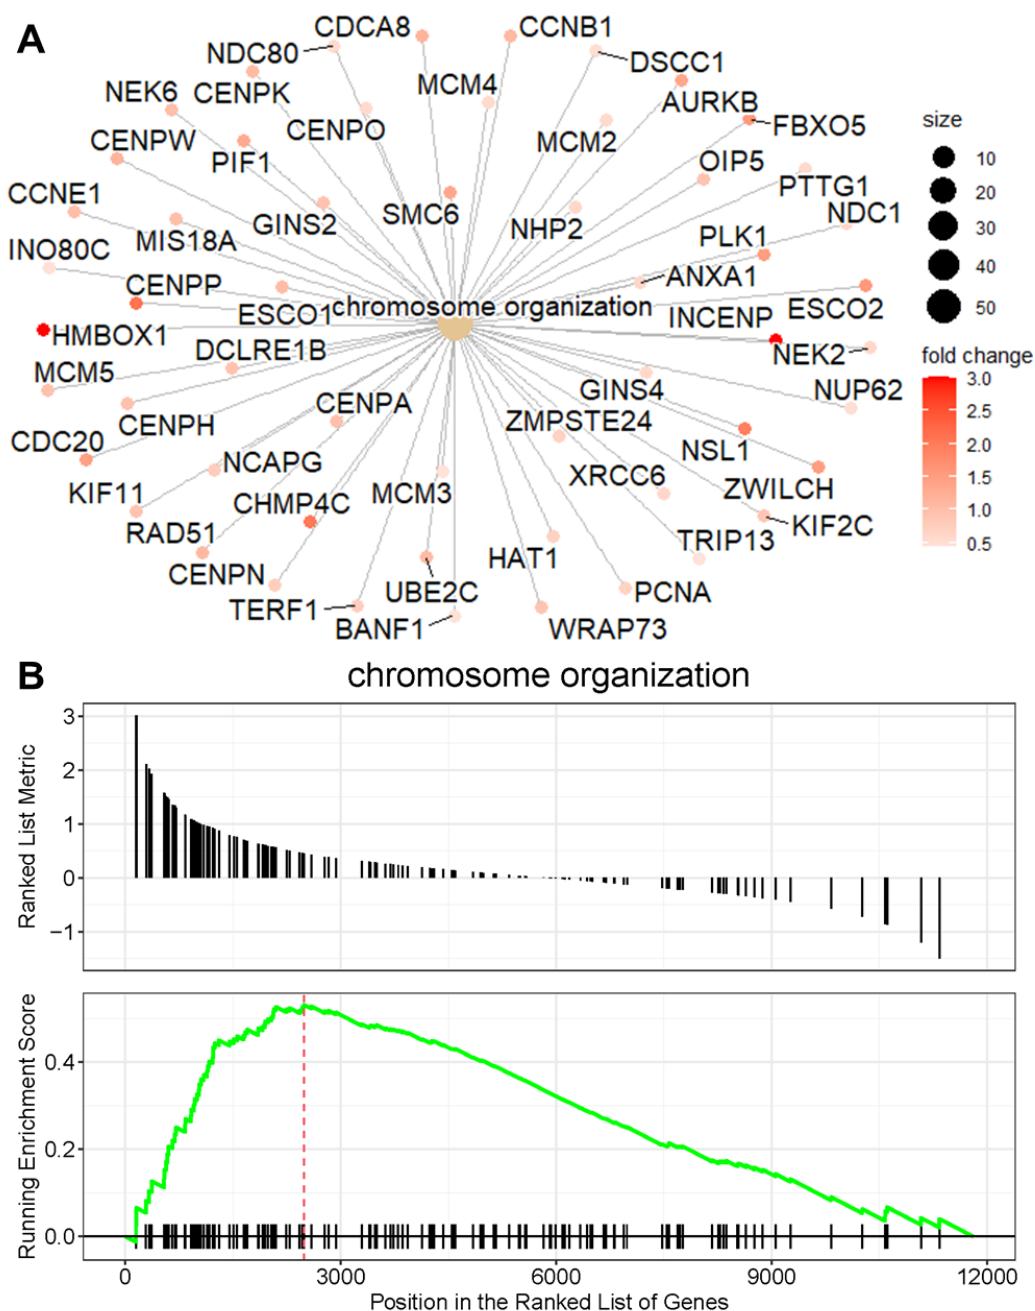 A
CDCA8
CCNB1
NDC80
DSCC1
MCM4
NEK6
CENPK
AURKB
FBXO5
size
CENPO
MCM2
CENPW
PIF1
OIP5
10
PTTG1
20
CCNE1
SMC6
NDC1
GINS2
NHP2
30
MIS18A
PLK1
INO80C
ANXA1
40
CENPP
ESCO2
50
ESCO1
chromosome organization
INCENP
HMBOX1
DCLRE1B
NEK2
fold change
MCM5
GINS4
NUP62
3.0
CENPA
2.5
CENPH
ZMPSTE24
CDC20
NSL1
2.0
NCAPG
XRCC6
1.5
KIF11
CHMP4C
MCM3
ZWILCH
1.0
RAD51
KIF2C
0.5
TRIP13
HAT1
CENPN
UBE2C
PCNA
TERF1
BANF1
WRAP73
B
chromosome organization
Ranked List Metric
3
2
1
0
−1
Running Enrichment Score
0.4
0.2
0.0
0 3000 6000 9000 12000
Position in the Ranked List of Genes